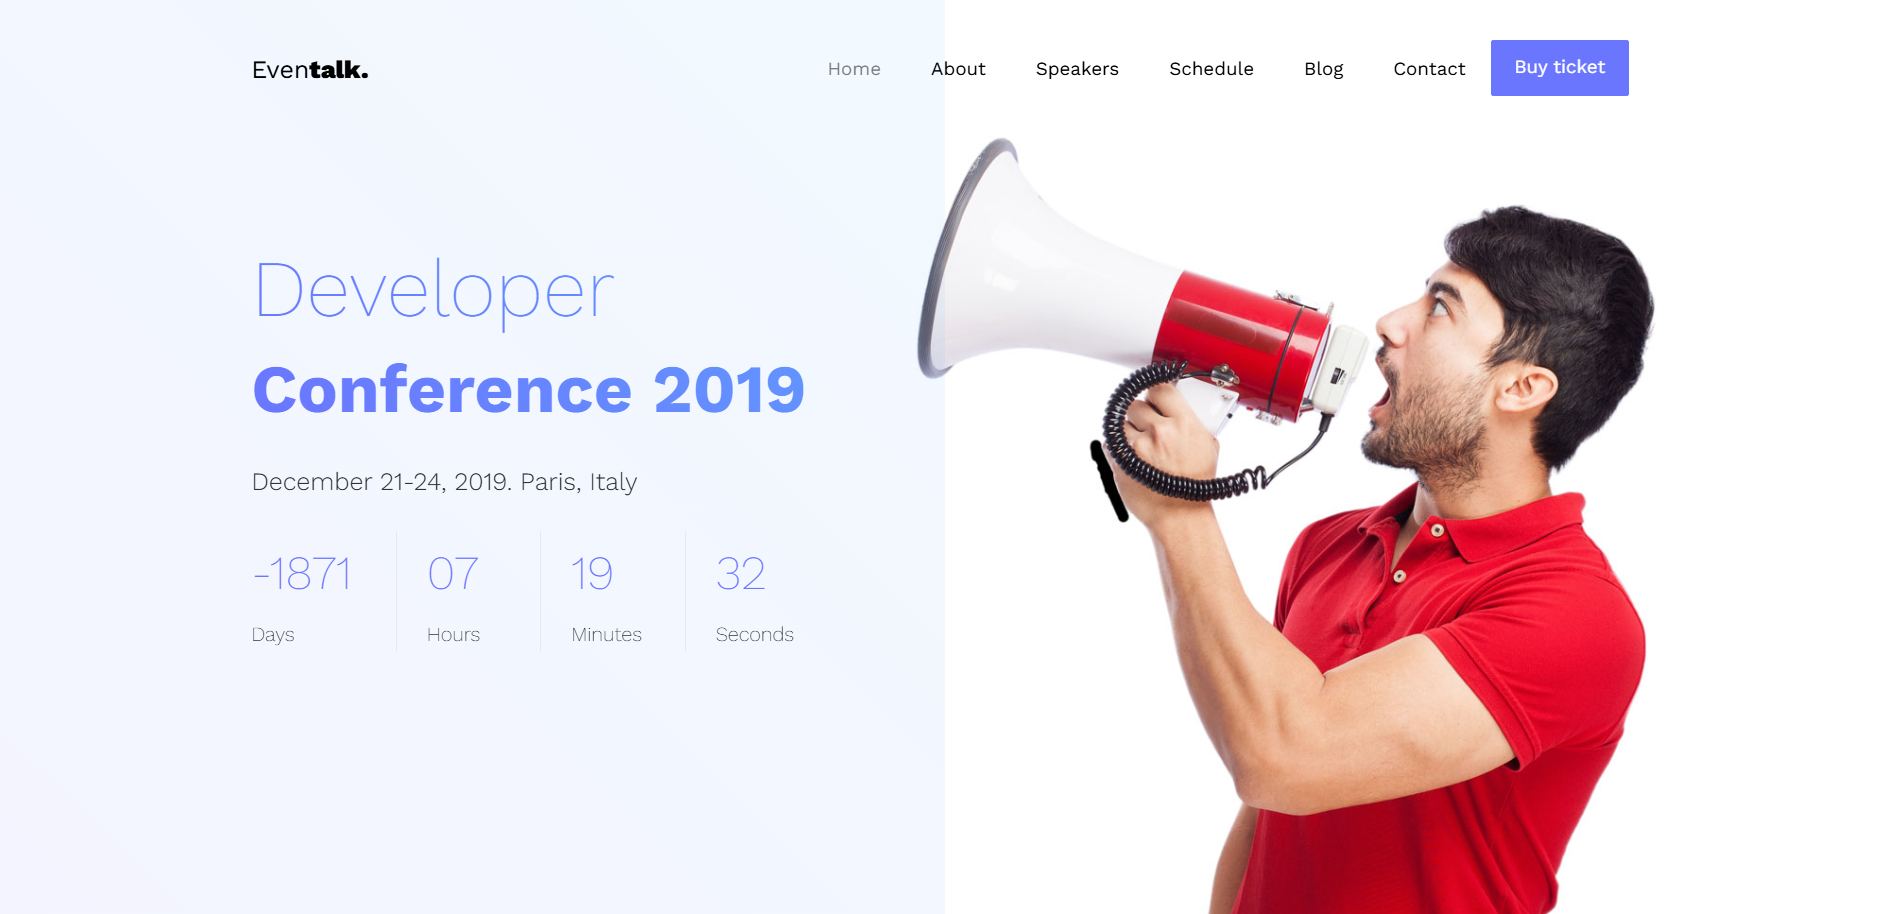 Eventalk.
Home About Speakers Schedule Blog Contact Buy ticket
Developer
Conference 2019
December 21-24, 2019. Paris, Italy
-1871 07 19 32
Days Hours Minutes Seconds